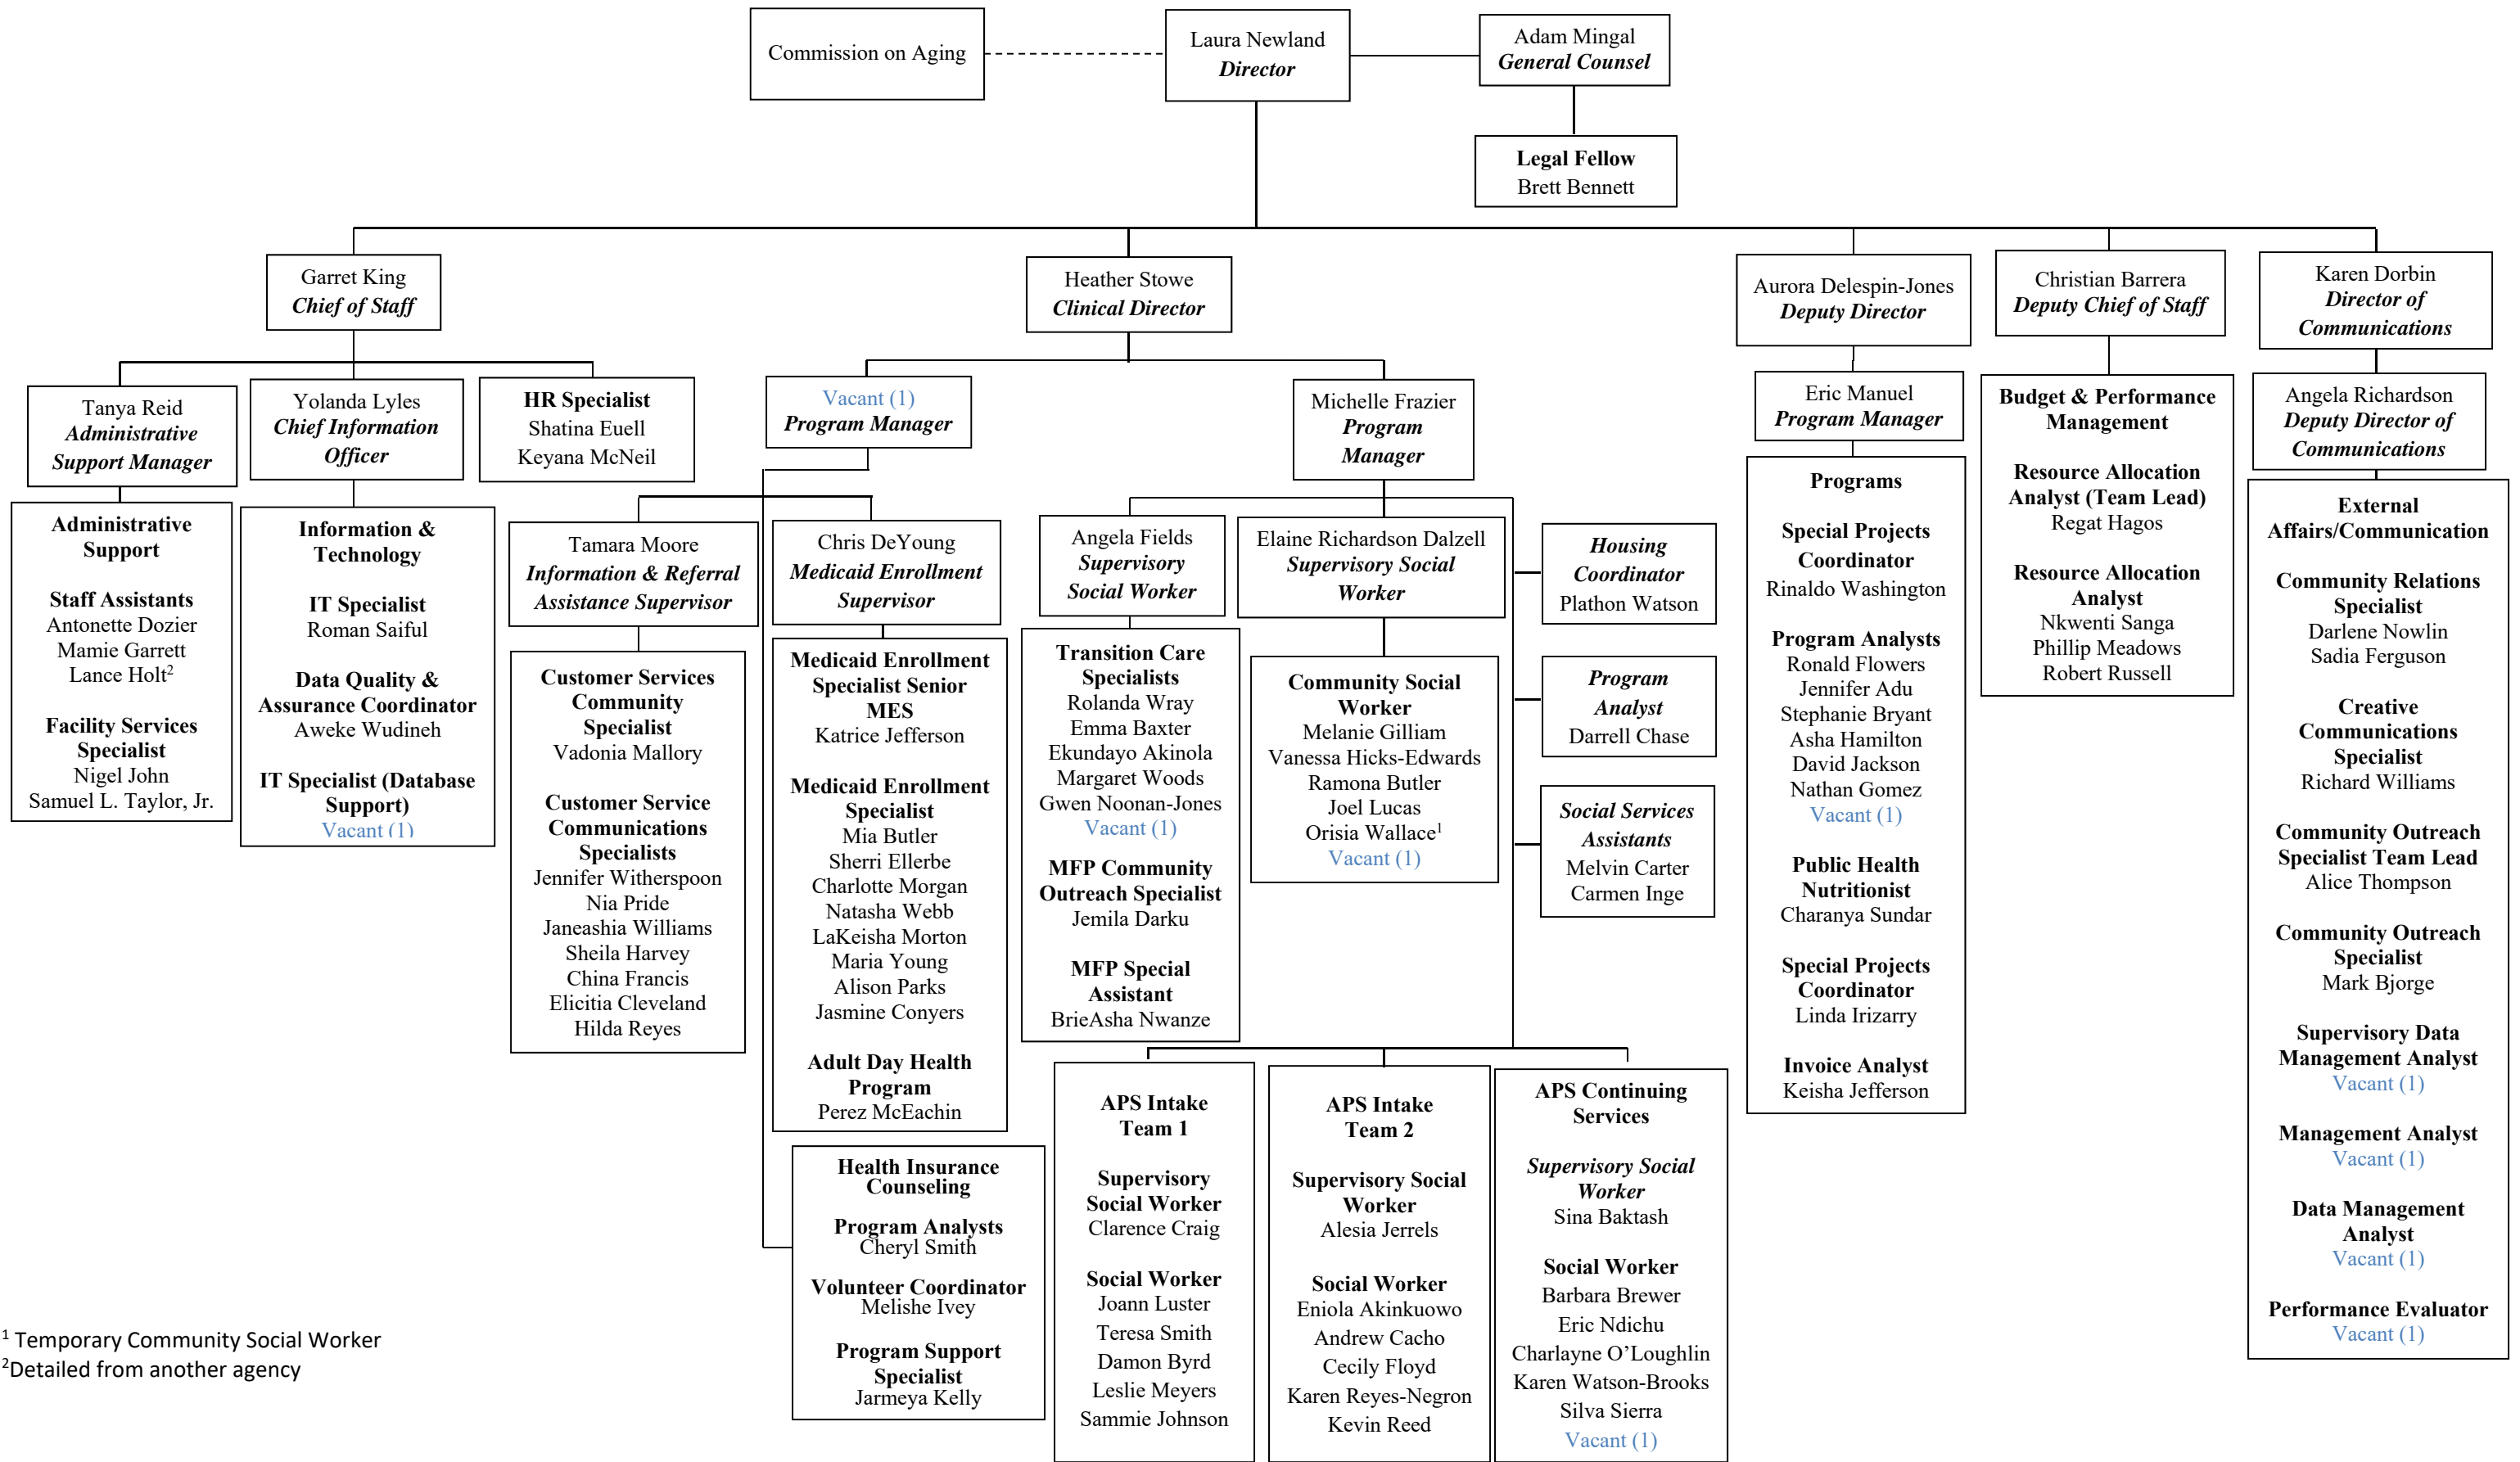 Commission on Aging
Laura Newland
Director
Adam Mingal
General Counsel
Legal Fellow
Brett Bennett
Garret King
Chief of Staff
Heather Stowe
Clinical Director
Aurora Delespin-Jones
Deputy Director
Christian Barrera
Deputy Chief of Staff
Karen Dorbin
Director of
Communications
Tanya Reid
Administrative
Support Manager
Yolanda Lyles
Chief Information
Officer
HR Specialist
Shatina Euell
Keyana McNeil
Vacant (1)
Program Manager
Michelle Frazier
Program
Manager
Eric Manuel
Program Manager
Budget & Performance
Management
Resource Allocation
Analyst (Team Lead)
Regat Hagos
Resource Allocation
Analyst
Nkwenti Sanga
Phillip Meadows
Robert Russell
Angela Richardson
Deputy Director of
Communications
Administrative
Support
Staff Assistants
Antonette Dozier
Mamie Garrett
Lance Holt²
Facility Services
Specialist
Nigel John
Samuel L. Taylor, Jr.
Information &
Technology
IT Specialist
Roman Saiful
Data Quality &
Assurance Coordinator
Aweke Wudineh
IT Specialist (Database
Support)
Vacant (1)
Tamara Moore
Information & Referral
Assistance Supervisor
Customer Services
Community
Specialist
Vadonia Mallory
Customer Service
Communications
Specialists
Jennifer Witherspoon
Nia Pride
Janeashia Williams
Sheila Harvey
China Francis
Elicitia Cleveland
Hilda Reyes
Chris DeYoung
Medicaid Enrollment
Supervisor
Medicaid Enrollment
Specialist Senior
MES
Katrice Jefferson
Medicaid Enrollment
Specialist
Mia Butler
Sherri Ellerbe
Charlotte Morgan
Natasha Webb
LaKeisha Morton
Maria Young
Alison Parks
Jasmine Conyers
Adult Day Health
Program
Perez McEachin
Health Insurance
Counseling
Program Analysts
Cheryl Smith
Volunteer Coordinator
Melishe Ivey
Program Support
Specialist
Jarmeya Kelly
Angela Fields
Supervisory
Social Worker
Transition Care
Specialists
Rolanda Wray
Emma Baxter
Ekundayo Akinola
Margaret Woods
Gwen Noonan-Jones
Vacant (1)
MFP Community
Outreach Specialist
Jemila Darku
MFP Special
Assistant
BrieAsha Nwanze
Elaine Richardson Dalzell
Supervisory Social
Worker
Community Social
Worker
Melanie Gilliam
Vanessa Hicks-Edwards
Ramona Butler
Joel Lucas
Orisia Wallace¹
Vacant (1)
Housing
Coordinator
Plathon Watson
Program
Analyst
Darrell Chase
Social Services
Assistants
Melvin Carter
Carmen Inge
APS Intake
Team 1
Supervisory
Social Worker
Clarence Craig
Social Worker
Joann Luster
Teresa Smith
Damon Byrd
Leslie Meyers
Sammie Johnson
APS Intake
Team 2
Supervisory Social
Worker
Alesia Jerrels
Social Worker
Eniola Akinkuowo
Andrew Cacho
Cecily Floyd
Karen Reyes-Negron
Kevin Reed
APS Continuing
Services
Supervisory Social
Worker
Sina Baktash
Social Worker
Barbara Brewer
Eric Ndichu
Charlayne O’Loughlin
Karen Watson-Brooks
Silva Sierra
Vacant (1)
Programs
Special Projects
Coordinator
Rinaldo Washington
Program Analysts
Ronald Flowers
Jennifer Adu
Stephanie Bryant
Asha Hamilton
David Jackson
Nathan Gomez
Vacant (1)
Public Health
Nutritionist
Charanya Sundar
Special Projects
Coordinator
Linda Irizarry
Invoice Analyst
Keisha Jefferson
External
Affairs/Communication
Community Relations
Specialist
Darlene Nowlin
Sadia Ferguson
Creative
Communications
Specialist
Richard Williams
Community Outreach
Specialist Team Lead
Alice Thompson
Community Outreach
Specialist
Mark Bjorge
Supervisory Data
Management Analyst
Vacant (1)
Management Analyst
Vacant (1)
Data Management
Analyst
Vacant (1)
Performance Evaluator
Vacant (1)
¹ Temporary Community Social Worker
²Detailed from another agency